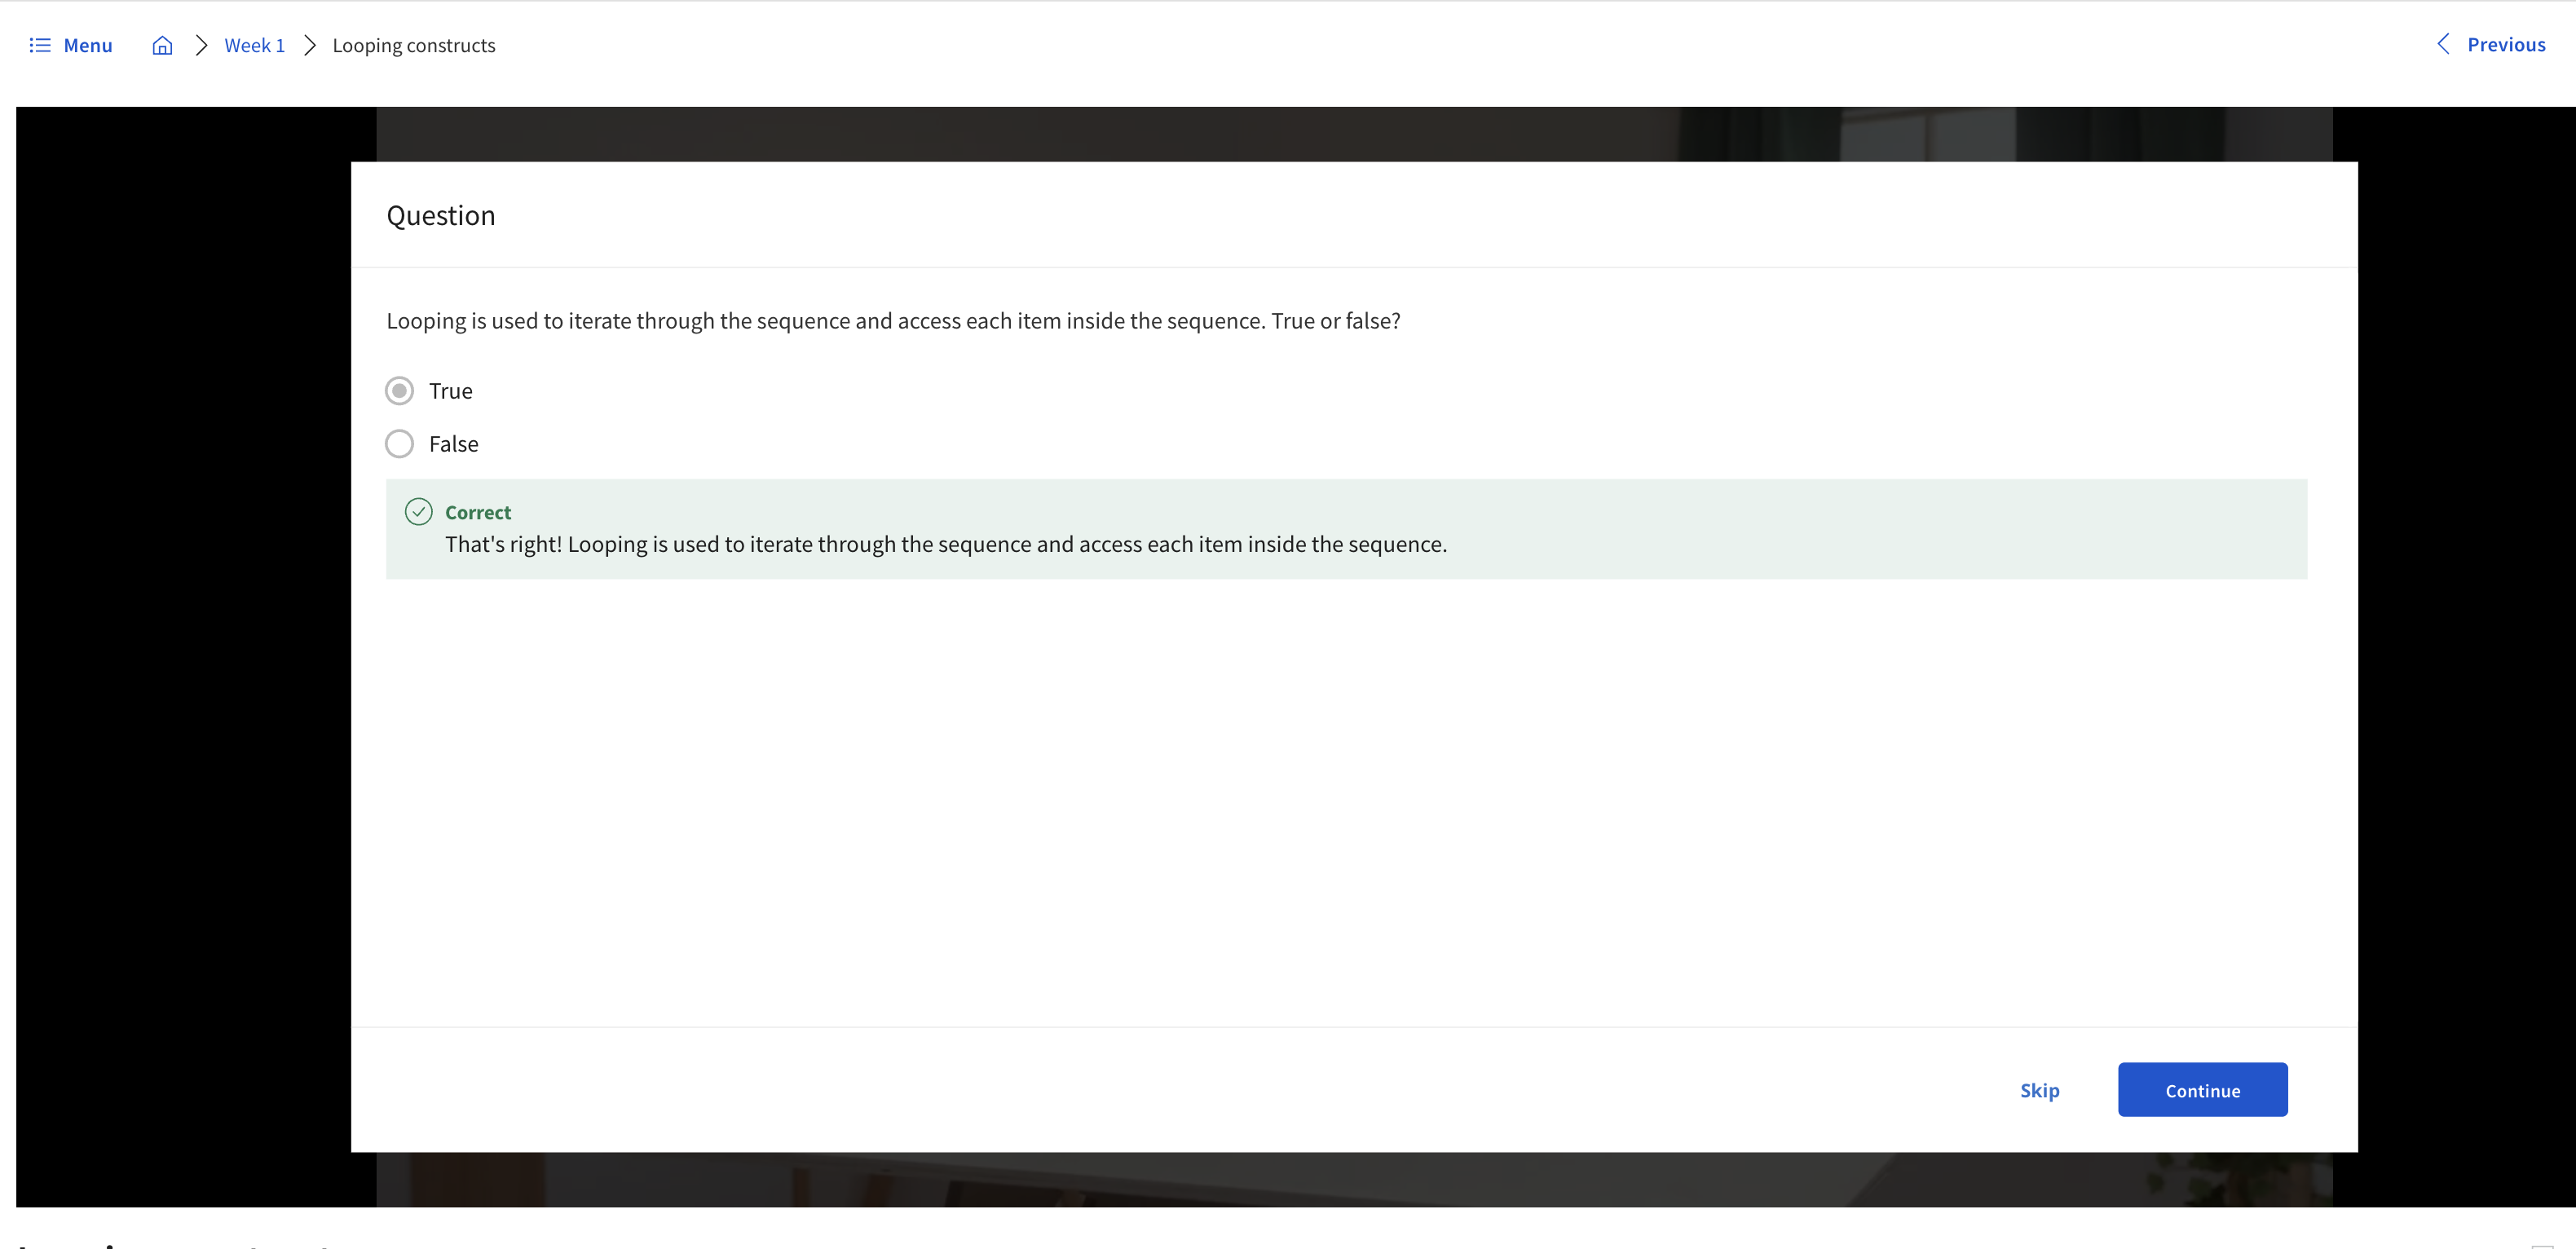 Menu
Week 1
Looping constructs
Previous
Question
Looping is used to iterate through the sequence and access each item inside the sequence. True or false?
True
False
Correct
That's right! Looping is used to iterate through the sequence and access each item inside the sequence.
Skip
Continue